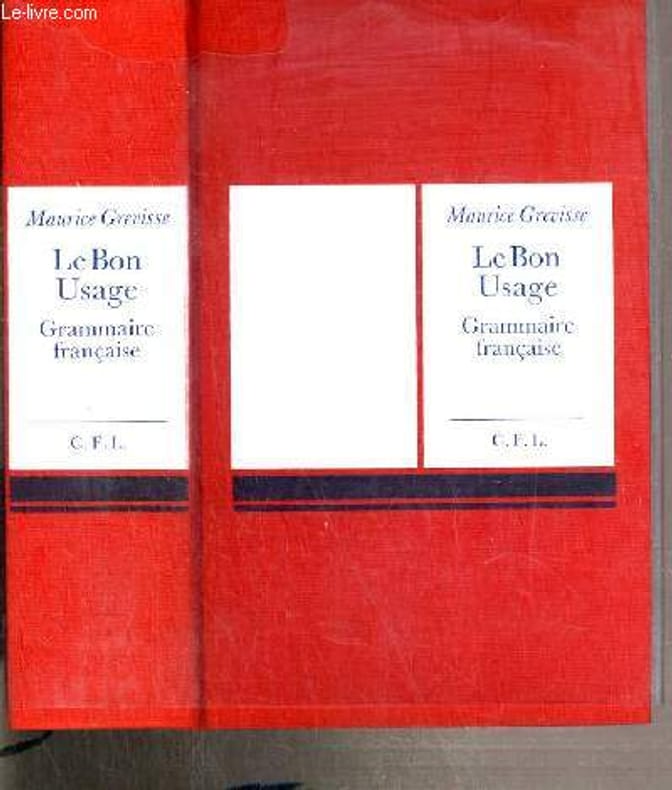 Le-livre.com
Maurice Grevisse
Le Bon
Usage
Grammaire
française
C. F. L.
Maurice Grevisse
Le Bon
Usage
Grammaire
française
C. F. L.